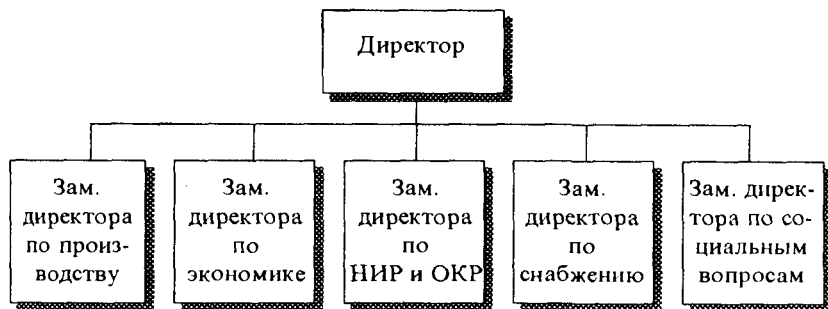 Директор
Зам.
директора
по произ-
водству
Зам.
директора
по
экономике
Зам.
директора
по
НИР и ОКР
Зам.
директора
по
снабжению
Зам. дирек-
тора по со-
циальным
вопросам